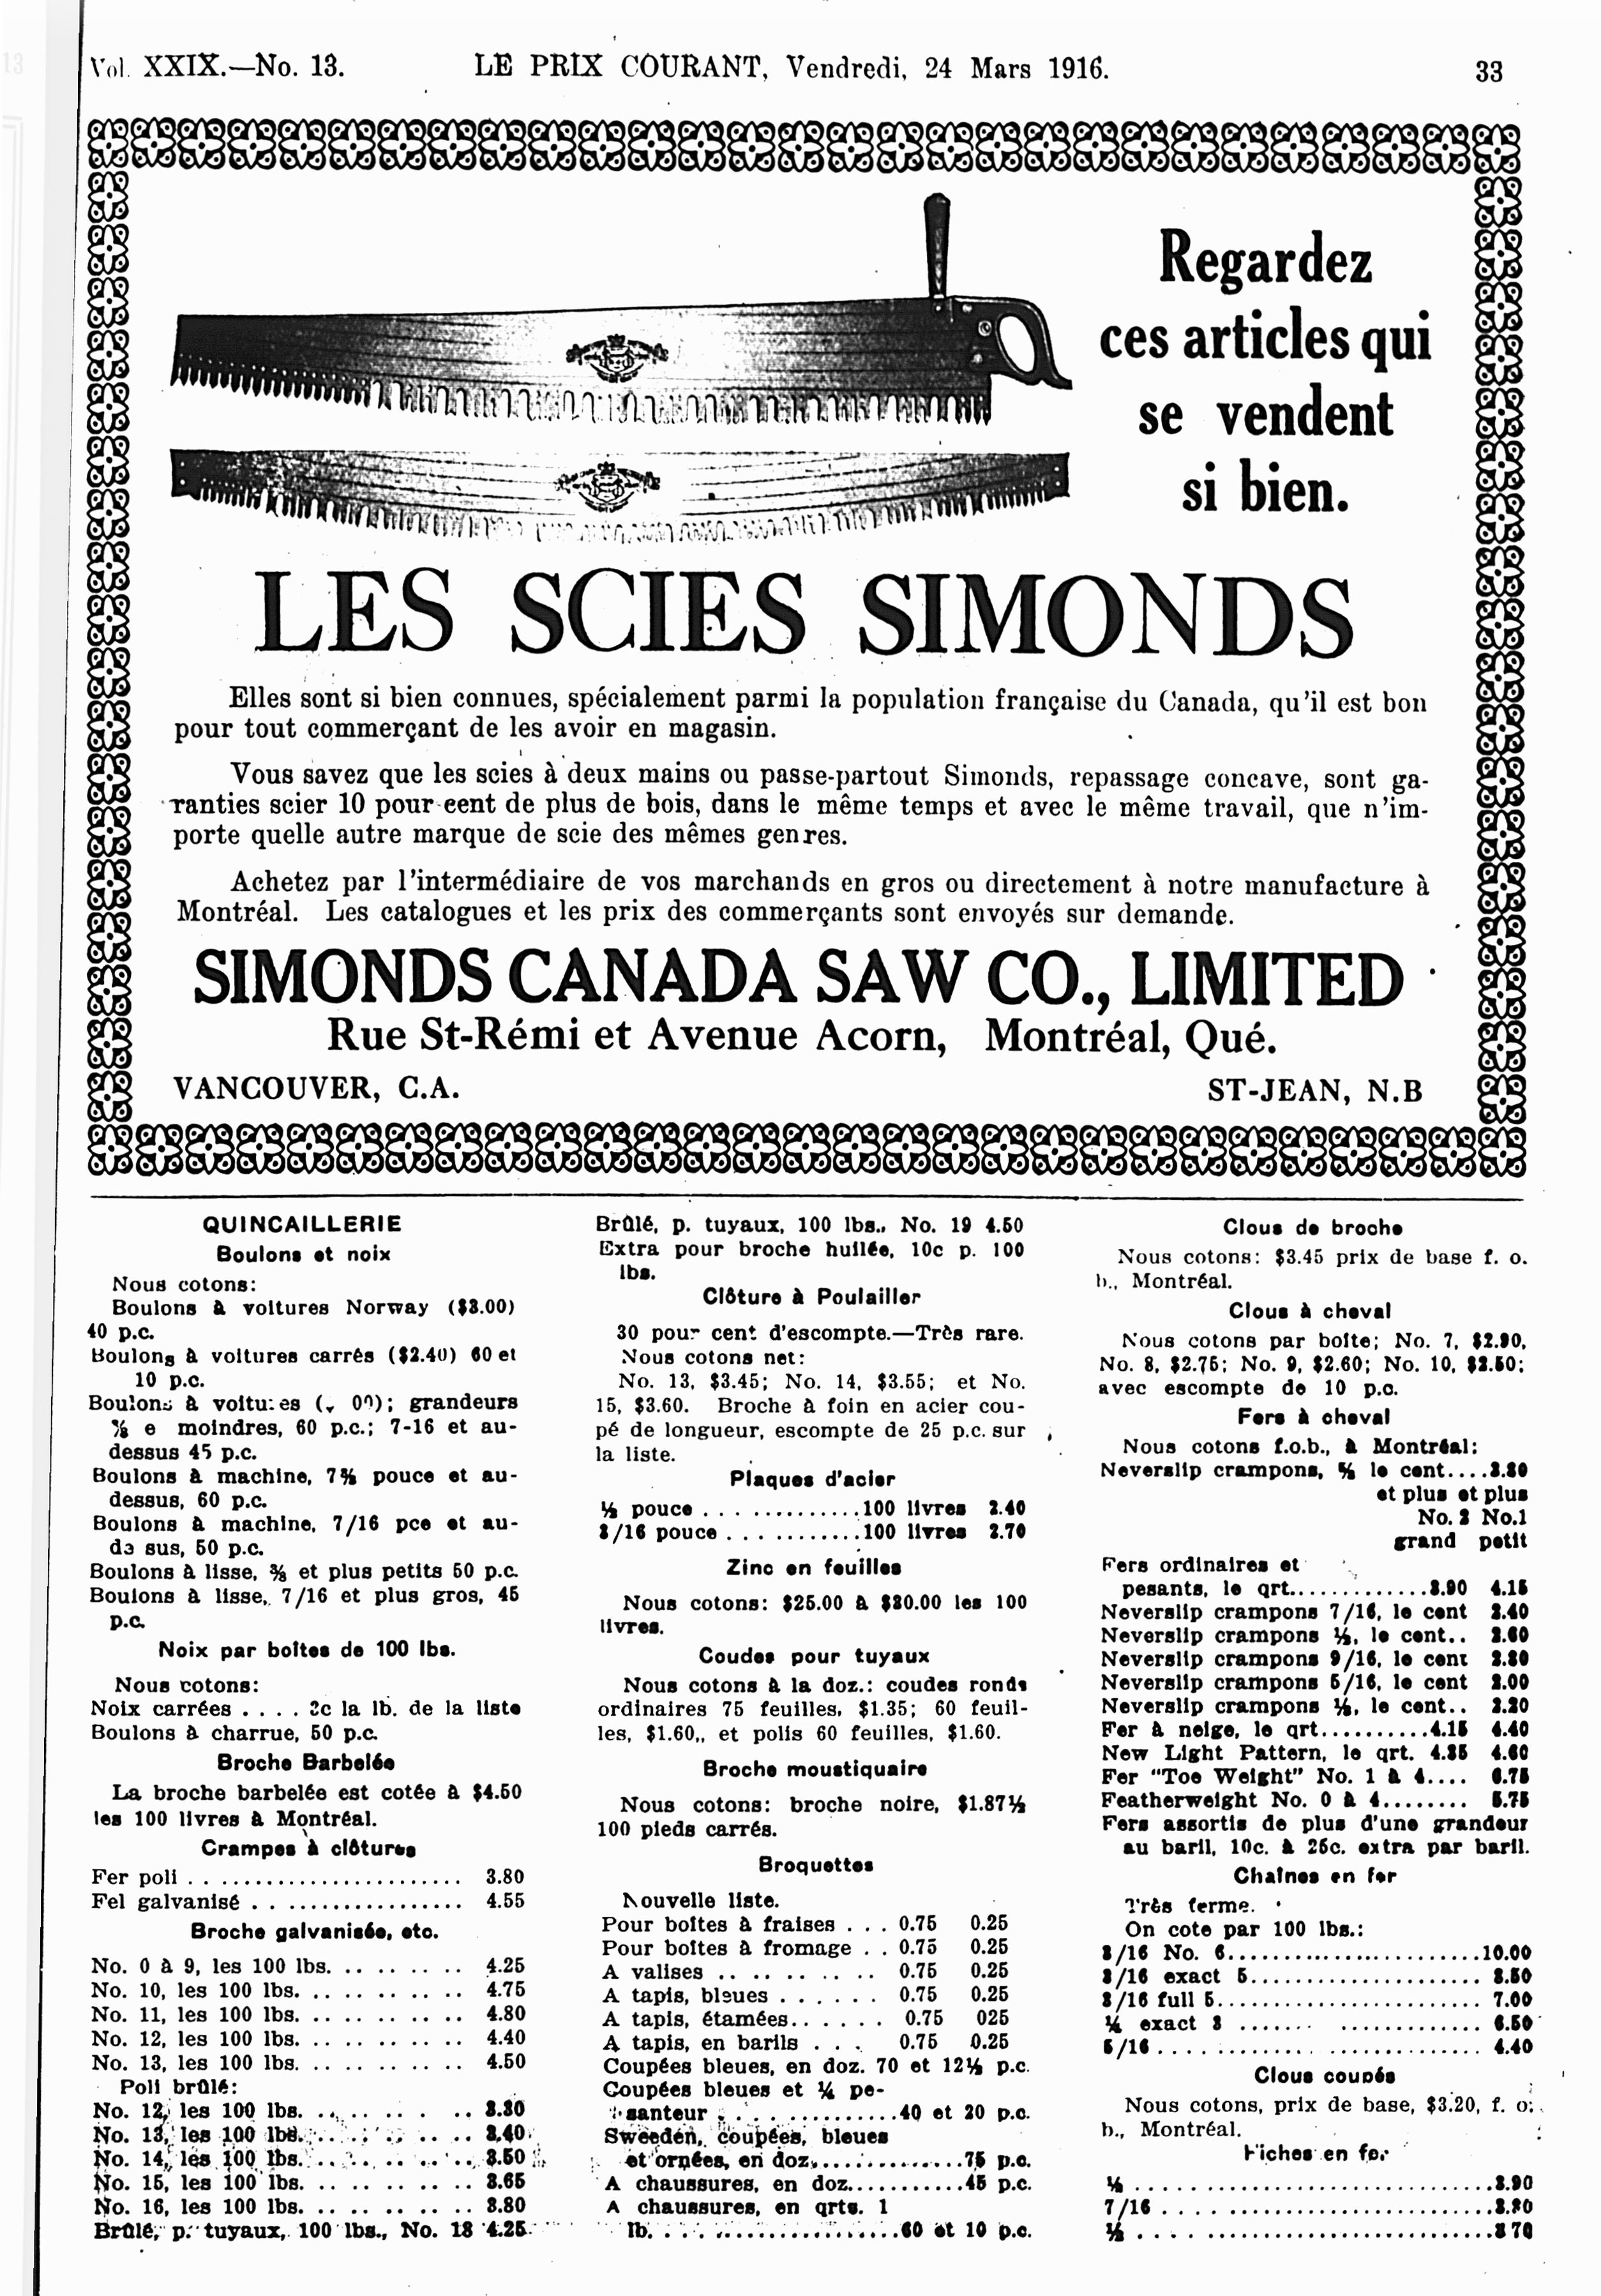 Vol. XXIX.—No. 13. LE PRIX COURANT, Vendredi, 24 Mars 1916. 33
Regardez
ces articles qui
se vendent
si bien.
LES SCIES SIMONDS
Elles sont si bien connues, spécialement parmi la population française du Canada, qu'il est bon
pour tout commerçant de les avoir en magasin.
Vous savez que les scies à deux mains ou passe-partout Simonds, repassage concave, sont ga-
ranties scier 10 pour cent de plus de bois, dans le même temps et avec le même travail, que n'im-
porte quelle autre marque de scie des mêmes genres.
Achetez par l'intermédiaire de vos marchands en gros ou directement à notre manufacture à
Montréal. Les catalogues et les prix des commerçants sont envoyés sur demande.
SIMONDS CANADA SAW CO., LIMITED
Rue St-Rémi et Avenue Acorn, Montréal, Qué.
VANCOUVER, C.A. ST-JEAN, N.B
QUINCAILLERIE
Boulons et noix
Nous cotons:
Boulons à voitures Norway ($3.00)
40 p.c.
Boulons à voitures carrés ($2.40) 60 et
10 p.c.
Boulons à voitures grandeurs
moindres, 60 p.c.; 7-16 et au-
dessus 45 p.c.
Boulons à machine, pouce et au-
dessus, 60 p.c.
Boulons à machine, 7/16 pce et au-
sus, 50 p.c.
Boulons à lisse, ⅜ et plus petits 50 p.c.
Boulons à lisse, 7/16 et plus gros, 45
p.c.
Noix par boîtes de 100 lbs.
Nous cotons:
Noix carrées .... 2c la lb. de la liste
Boulons à charrue, 50 p.c.
Broche Barbelée
La broche barbelée est cotée à $4.50
les 100 livres à Montréal.
Crampes à clôtures
Fer poli ........................ 3.80
Fel galvanisé .................. 4.55
Broche galvanisée, etc.
No. 0 à 9, les 100 lbs. ......... 4.25
No. 10, les 100 lbs. ........... 4.75
No. 11, les 100 lbs. ........... 4.80
No. 12, les 100 lbs. ........... 4.40
No. 13, les 100 lbs. ........... 4.50
Poli brûlé:
No. 12, les 100 lbs. ........... 3.30
No. 13, les 100 lbs. ........... 3.40
No. 14, les 100 lbs. ........... 3.50
No. 15, les 100 lbs. ........... 3.65
No. 16, les 100 lbs. ........... 3.80
Brûlé, p. tuyaux, 100 lbs., No. 18 4.25
Brûlé, p. tuyaux, 100 lbs., No. 19 4.50
Extra pour broche huilée, 10c p. 100
lbs.
Clôture à Poulailler
30 pour cent d'escompte.—Très rare.
Nous cotons net:
No. 13, $3.45; No. 14, $3.55; et No.
15, $3.60. Broche à foin en acier cou-
pé de longueur, escompte de 25 p.c. sur
la liste.
Plaques d'acier
pouce .............100 livres 2.40
3/16 pouce ...........100 livres 2.70
Zinc en feuilles
Nous cotons: $25.00 à $30.00 les 100
livres.
Coudes pour tuyaux
Nous cotons à la doz.: coudes ronds
ordinaires 75 feuilles, $1.35; 60 feuil-
les, $1.60,, et polis 60 feuilles, $1.60.
Broche moustiquaire
Nous cotons: broche noire, $1.87½
100 pieds carrés.
Broquettes
Nouvelle liste.
Pour boîtes à fraises ... 0.75 0.25
Pour boîtes à fromage .. 0.75 0.25
A valises .......... 0.75 0.25
A tapis, bleues ...... 0.75 0.25
A tapis, étamées...... 0.75 025
A tapis, en barils ... 0.75 0.25
Coupées bleues, en doz. 70 et 12½ p.c.
Coupées bleues et ¼ pe-
santeur ..............40 et 20 p.c.
Sweeden, coupées, bleues
et ornées, en doz...............75 p.c.
A chaussures, en doz...........45 p.c.
A chaussures, en qrts. 1
lb. ....................60 et 10 p.c.
Clous de broche
Nous cotons: $3.45 prix de base f. o.
b., Montréal.
Clous à cheval
Nous cotons par boîte; No. 7, $2.90,
No. 8, $2.75; No. 9, $2.60; No. 10, $2.50;
avec escompte de 10 p.c.
Fers à cheval
Nous cotons f.o.b., à Montréal:
Neverslip crampons, le cent....
et plus et plus
No. 2 No.1
grand petit
Fers ordinaires et
pesants, le qrt..............3.90 4.15
Neverslip crampons 7/16, le cent 2.40
Neverslip crampons ½, le cent.. 2.60
Neverslip crampons 9/16, le cent 2.80
Neverslip crampons 5/16, le cent
Neverslip crampons le cent..
Fer à neige, le qrt..........4.15 4.40
New Light Pattern, le qrt. 4.35 4.60
Fer "Toe Weight" No. 1 à 4.... 6.75
Featherweight No. 0 à 4........ 5.75
Fers assortis de plus d'une grandeur
au baril, 10c. à 25c. extra par baril.
Chaînes en fer
Très ferme.
On cote par 100 lbs.:
3/16 No. 6........................10.00
3/16 exact 5...................... 8.50
3/16 full 5......................... 7.00
¼ exact 3 ....................... 6.50
5/16............................... 4.40
Clous coupés
Nous cotons, prix de base, $3.20, f. o.
b., Montréal.
Fiches en fer
.................................3.90
7/16 ..............................
.................................3 70